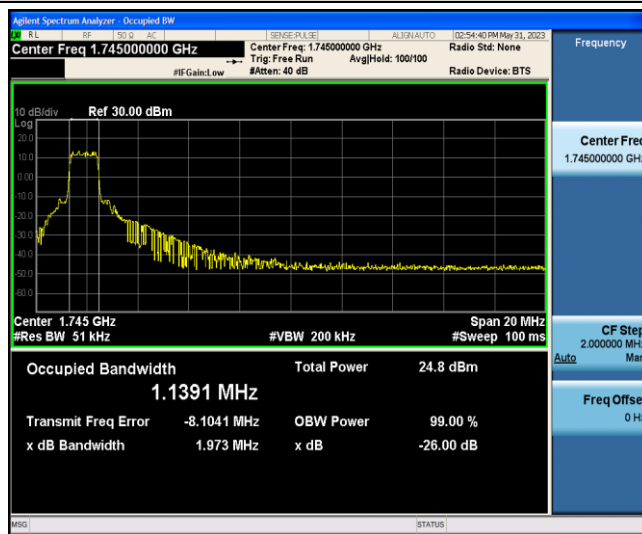 Agilent Spectrum Analyzer - Occupied BW
RL RF 50 Ω AC SENSE:PULSE ALIGNAUTO 02:54:40 PM May 31, 2023
Center Freq 1.745000000 GHz
Center Freq: 1.745000000 GHz
Radio Std: None
Trig: Free Run Avg|Hold: 100/100
#IFGain:Low
#Atten: 40 dB
Radio Device: BTS
Frequency
10 dB/div Ref 30.00 dBm
Log
20.0
10.0
0.00
-10.0
-20.0
-30.0
-40.0
-50.0
-60.0
Center 1.745 GHz
Span 20 MHz
#Res BW 51 kHz
#VBW 200 kHz
#Sweep 100 ms
Occupied Bandwidth
Total Power 24.8 dBm
1.1391 MHz
Transmit Freq Error -8.1041 MHz
OBW Power 99.00 %
x dB Bandwidth 1.973 MHz
x dB -26.00 dB
Center Freq
1.745000000 GHz
CF Step
2.000000 MHz
Auto Man
Freq Offse
0 Hz
MSG
STATUS